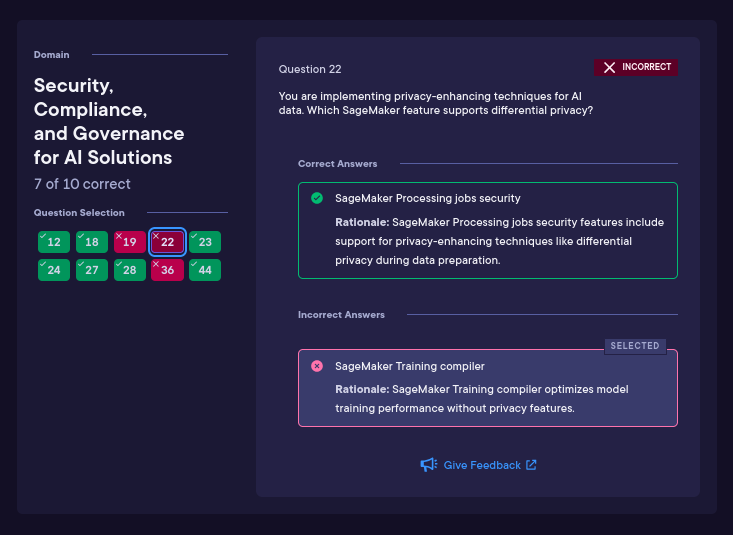 Domain
Security,
Compliance,
and Governance
for AI Solutions
7 of 10 correct
Question Selection
12 18 19 22 23
24 27 28 36 44
Question 22
INCORRECT
You are implementing privacy-enhancing techniques for AI
data. Which SageMaker feature supports differential privacy?
Correct Answers
SageMaker Processing jobs security
Rationale: SageMaker Processing jobs security features include
support for privacy-enhancing techniques like differential
privacy during data preparation.
Incorrect Answers
SELECTED
SageMaker Training compiler
Rationale: SageMaker Training compiler optimizes model
training performance without privacy features.
Give Feedback